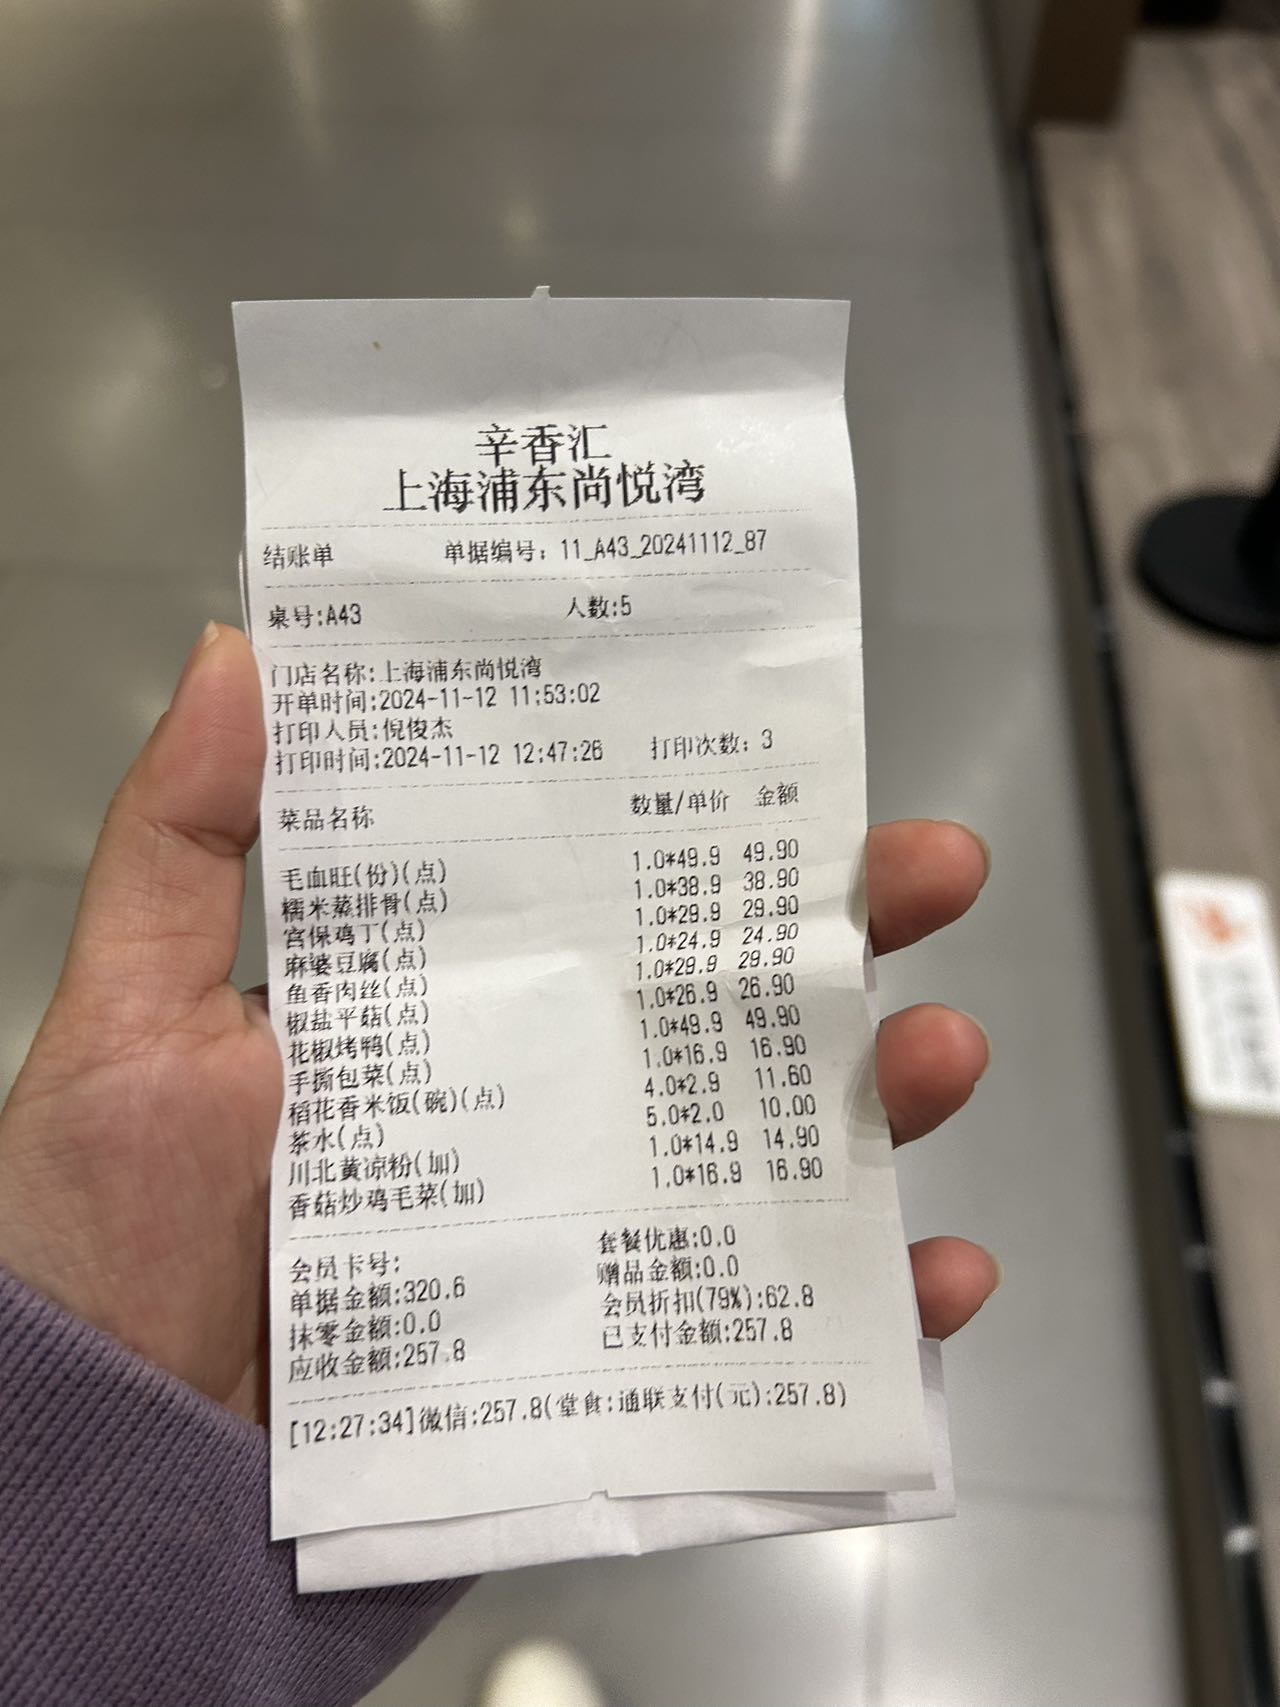 辛香汇
上海浦东尚悦湾
结账单 单据编号：11_A43_20241112_87
桌号:A43 人数:5
门店名称:上海浦东尚悦湾
开单时间:2024-11-12 11:53:02
打印人员:倪俊杰
打印时间:2024-11-12 12:47:26 打印次数：3
菜品名称 数量/单价 金额
毛血旺(份)(点) 1.0*49.9 49.90
糯米蒸排骨(点) 1.0*38.9 38.90
宫保鸡丁(点) 1.0*29.9 29.90
麻婆豆腐(点) 1.0*24.9 24.90
鱼香肉丝(点) 1.0*29.9 29.90
椒盐平菇(点) 1.0*26.9 26.90
花椒烤鸭(点) 1.0*49.9 49.90
手撕包菜(点) 1.0*16.9 16.90
稻花香米饭(碗)(点) 4.0*2.9 11.60
茶水(点) 5.0*2.0 10.00
川北黄凉粉(加) 1.0*14.9 14.90
香菇炒鸡毛菜(加) 1.0*16.9 16.90
会员卡号: 套餐优惠:0.0
单据金额:320.6 赠品金额:0.0
抹零金额:0.0 会员折扣(79%):62.8
应收金额:257.8 已支付金额:257.8
[12:27:34]微信:257.8(堂食:通联支付(元):257.8)